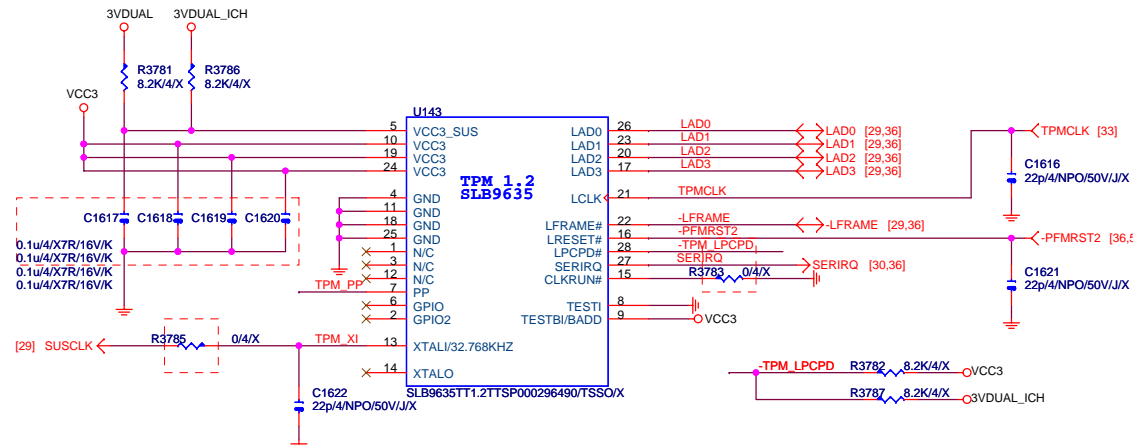 3VDUAL
3VDUAL_ICH
R3781
8.2K/4/X
R3786
8.2K/4/X
VCC3
U143
5 VCC3_SUS
10 VCC3
19 VCC3
24 VCC3
4 GND
11 GND
18 GND
25 GND
1 N/C
3 N/C
12 N/C
TPM_PP 7 PP
6 GPIO
2 GPIO2
TPM_XI 13 XTALI/32.768KHZ
14 XTALO
TPM 1.2
SLB9635
LAD0 26 LAD0 LAD0 [29,36]
LAD1 23 LAD1 LAD1 [29,36]
LAD2 20 LAD2 LAD2 [29,36]
LAD3 17 LAD3 LAD3 [29,36]
LCLK 21 TPMCLK
LFRAME# 22 -LFRAME -LFRAME [29,36]
LRESET# 16 -PFMRST2
LPCPD# 28 -TPM_LPCPD
SERIRQ 27 SERIRQ SERIRQ [30,36]
CLKRUN# 15 R3783 0/4/X
TESTI 8
TESTBI/BADD 9 VCC3
SLB9635TT1.2TTSP000296490/TSSO/X
C1617
C1618
C1619
C1620
0.1u/4/X7R/16V/K
0.1u/4/X7R/16V/K
0.1u/4/X7R/16V/K
0.1u/4/X7R/16V/K
[29] SUSCLK
R3785
0/4/X
C1622
22p/4/NPO/50V/J/X
TPMCLK [33]
C1616
22p/4/NPO/50V/J/X
-PFMRST2 [36,5
C1621
22p/4/NPO/50V/J/X
-TPM_LPCPD R3782 8.2K/4/X VCC3
R3787 8.2K/4/X 3VDUAL_ICH